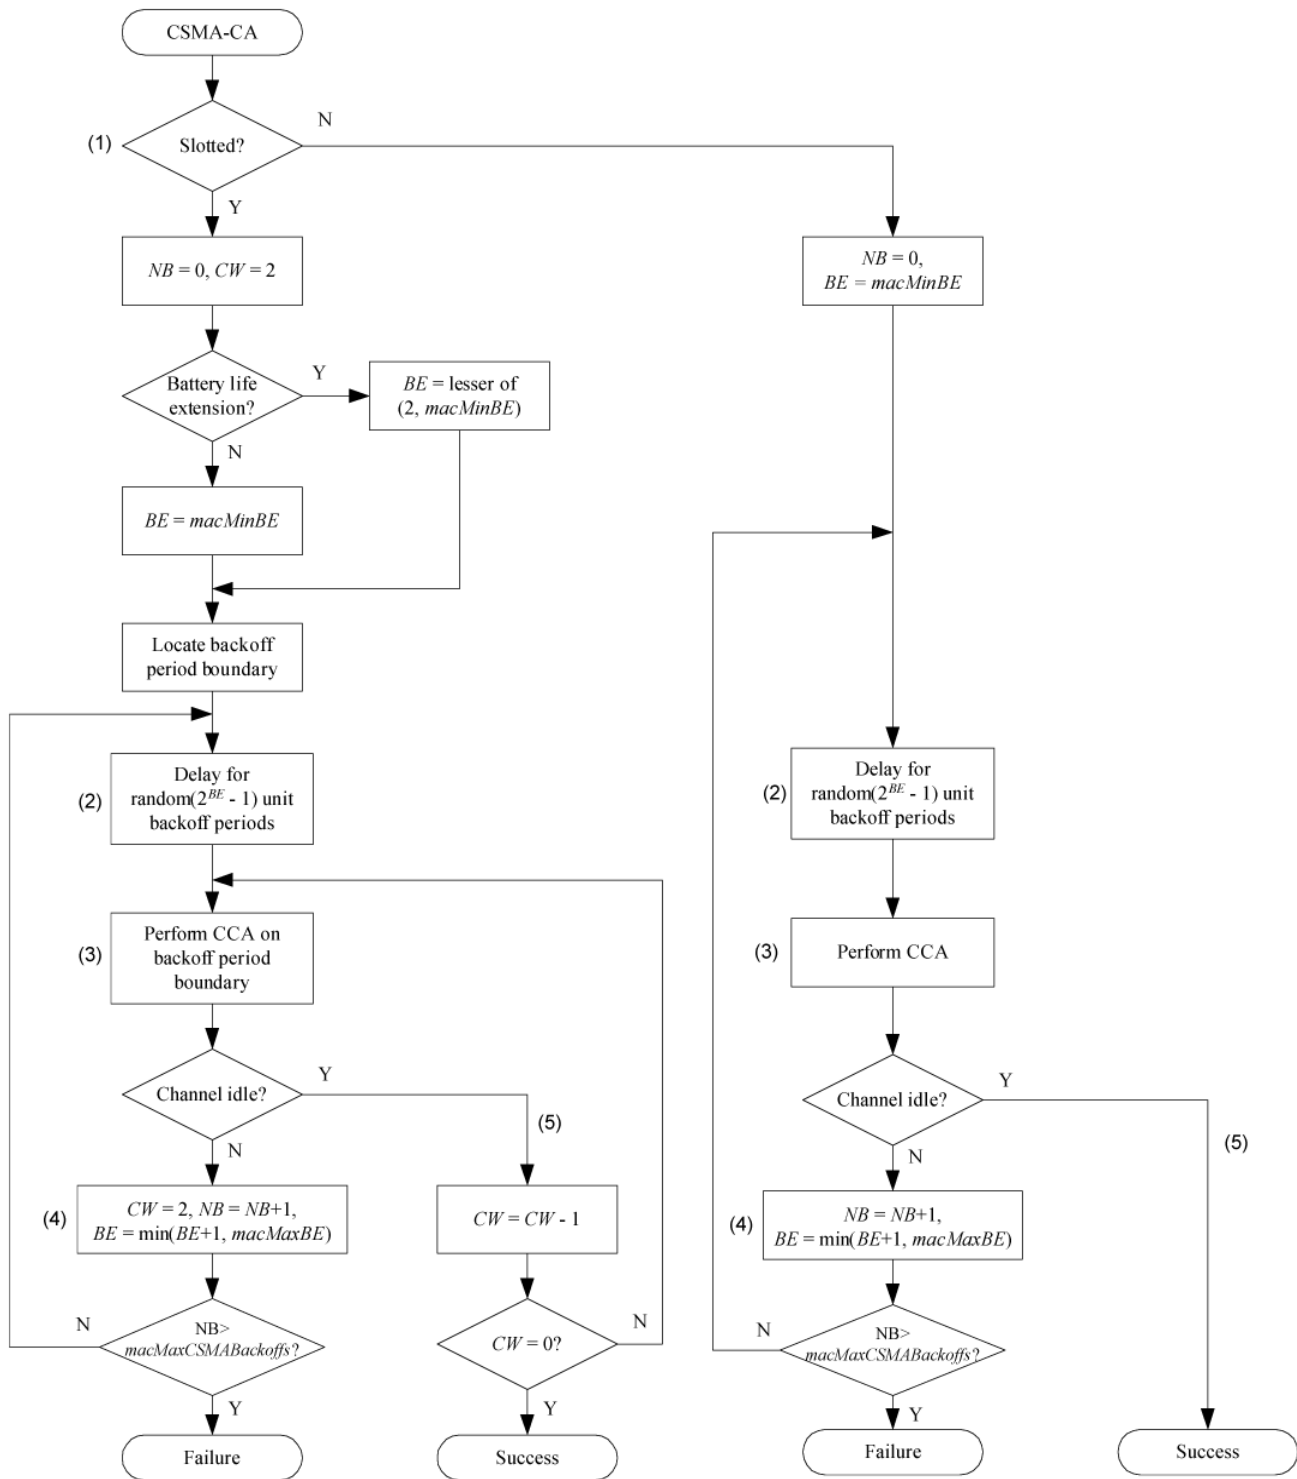 CSMA-CA
N
(1)
Slotted?
Y
NB = 0, CW = 2
NB = 0,
BE = macMinBE
Battery life
extension?
Y
BE = lesser of
(2, macMinBE)
N
BE = macMinBE
Locate backoff
period boundary
(2)
Delay for
random(2^BE - 1) unit
backoff periods
(2)
Delay for
random(2^BE - 1) unit
backoff periods
(3)
Perform CCA on
backoff period
boundary
(3)
Perform CCA
Channel idle?
Y
(5)
N
Channel idle?
Y
(5)
N
(4)
CW = 2, NB = NB+1,
BE = min(BE+1, macMaxBE)
CW = CW - 1
(4)
NB = NB+1,
BE = min(BE+1, macMaxBE)
N
NB>
macMaxCSMABackoffs?
Y
CW = 0?
N
Y
N
NB>
macMaxCSMABackoffs?
Y
Failure
Success
Failure
Success